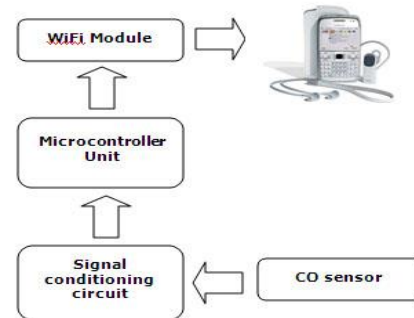 WiFi Module
Microcontroller
Unit
Signal
conditioning
circuit
CO sensor